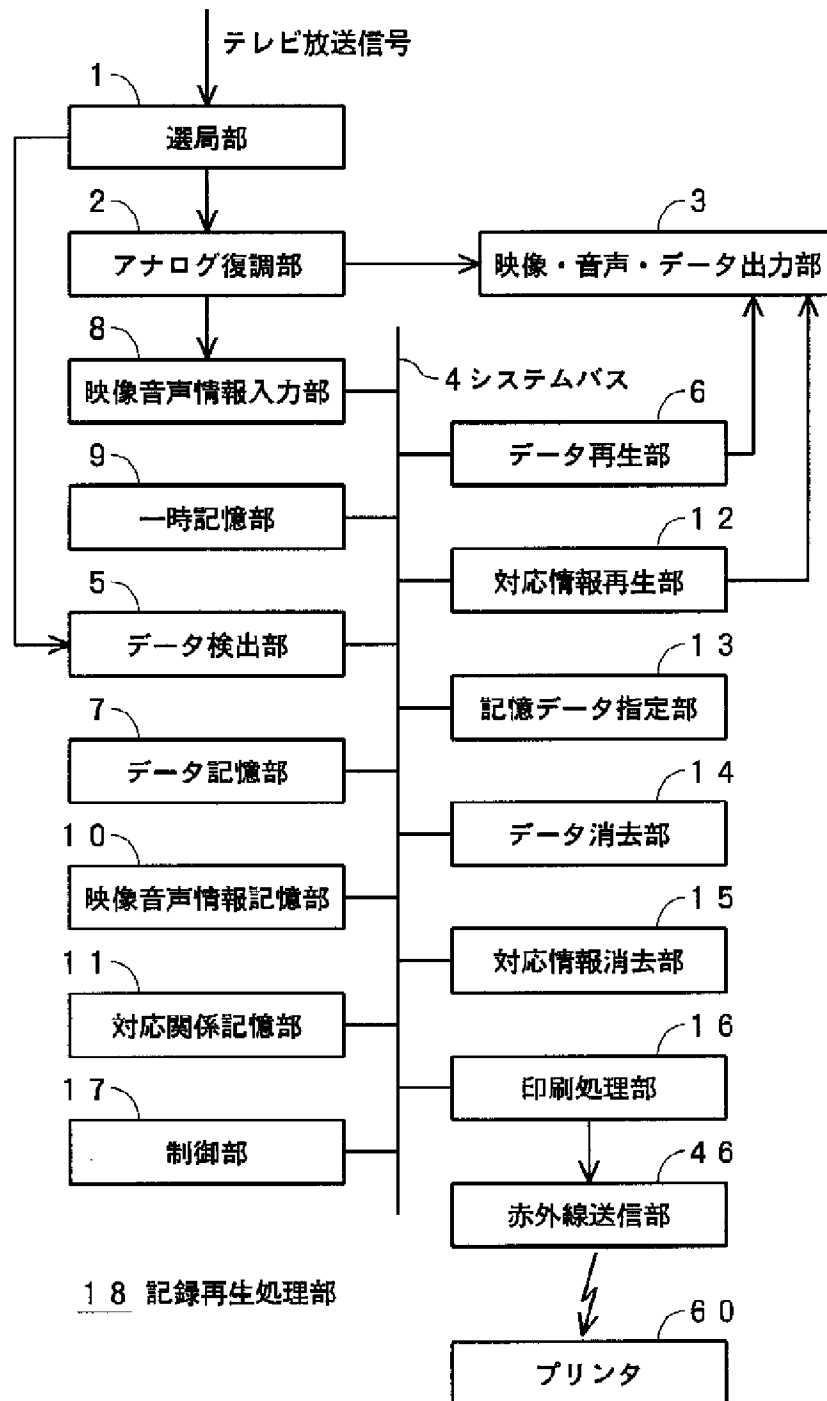 テレビ放送信号
1
選局部
2
アナログ復調部
3
映像・音声・データ出力部
8
映像音声情報入力部
4システムバス
6
データ再生部
9
一時記憶部
12
対応情報再生部
5
データ検出部
13
記憶データ指定部
7
データ記憶部
14
データ消去部
10
映像音声情報記憶部
15
対応情報消去部
11
対応関係記憶部
16
印刷処理部
17
制御部
46
赤外線送信部
18 記録再生処理部
60
プリンタ